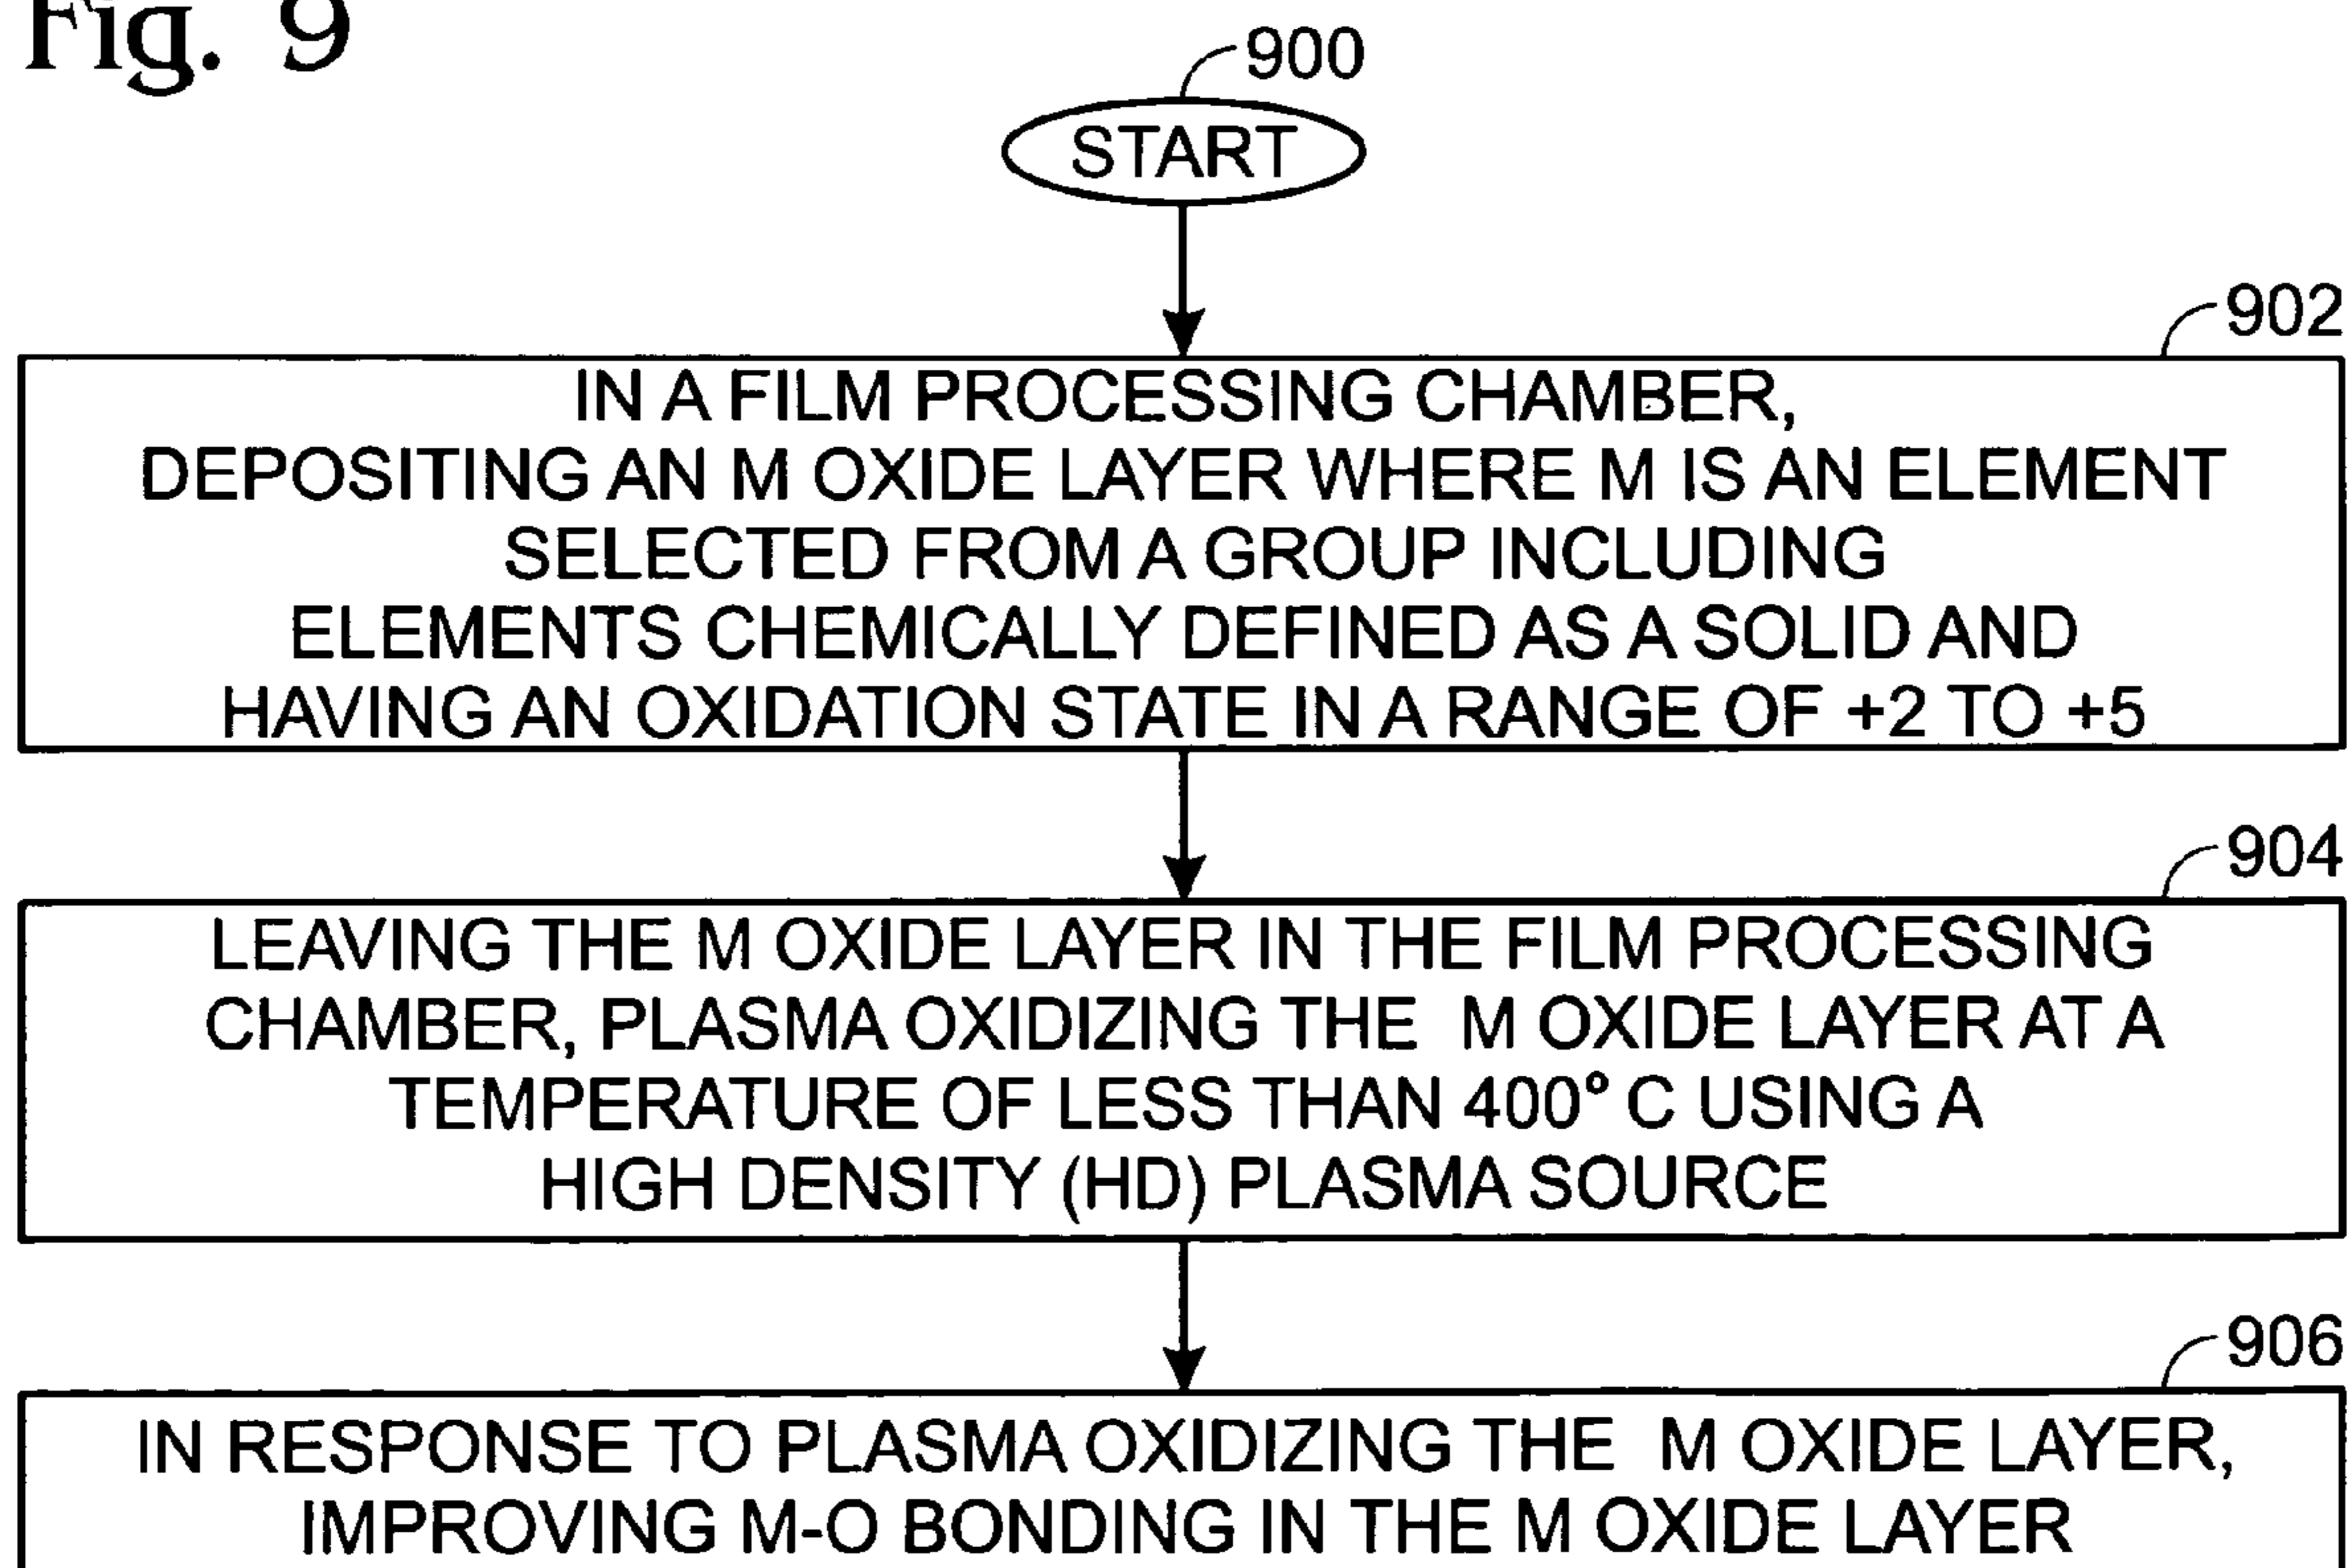 Fig. 9
900
START
902
IN A FILM PROCESSING CHAMBER,
DEPOSITING AN M OXIDE LAYER WHERE M IS AN ELEMENT
SELECTED FROM A GROUP INCLUDING
ELEMENTS CHEMICALLY DEFINED AS A SOLID AND
HAVING AN OXIDATION STATE IN A RANGE OF +2 TO +5
904
LEAVING THE M OXIDE LAYER IN THE FILM PROCESSING
CHAMBER, PLASMA OXIDIZING THE M OXIDE LAYER AT A
TEMPERATURE OF LESS THAN 400° C USING A
HIGH DENSITY (HD) PLASMA SOURCE
906
IN RESPONSE TO PLASMA OXIDIZING THE M OXIDE LAYER,
IMPROVING M-O BONDING IN THE M OXIDE LAYER